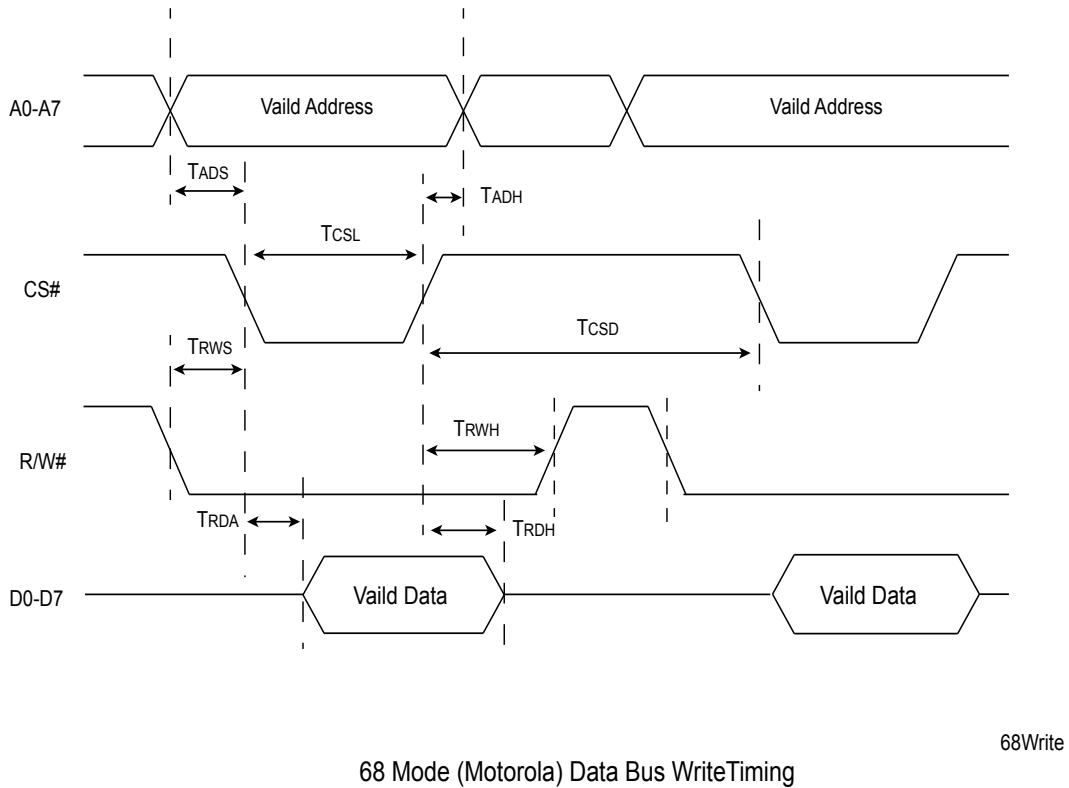 A0-A7
Vaild Address
Vaild Address
TADS
TADH
TCSL
CS#
TCSD
TRWS
TRWH
R/W#
TRDA
TRDH
D0-D7
Vaild Data
Vaild Data
68Write
68 Mode (Motorola) Data Bus WriteTiming